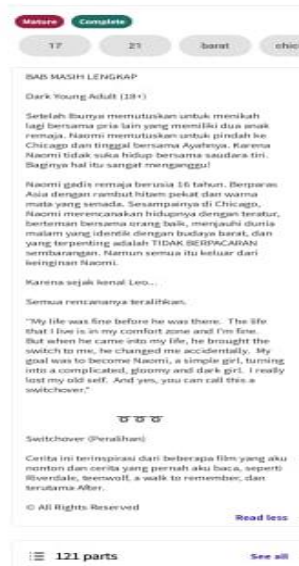 Mature Complete
17 21 barat chic
BAB MASIH LENGKAP
Dark Young Adult (18+)
Setelah Ibunya memutuskan untuk menikah
lagi bersama pria lain yang memiliki dua anak
remaja. Naomi memutuskan untuk pindah ke
Chicago dan tinggal bersama Ayahnya. Karena
Naomi tidak suka hidup bersama saudara tiri.
Baginya hal itu sangat mengganggu!
Naomi gadis remaja berusia 16 tahun. Berparas
Asia dengan rambut hitam pekat dan warna
mata yang senada. Sesampainya di Chicago,
Naomi merencanakan hidupnya dengan teratur,
berteman bersama orang baik, menjauhi dunia
malam yang identik dengan budaya barat, dan
yang terpenting adalah TIDAK BERPACARAN
sembarangan. Namun semua itu keluar dari
keinginan Naomi.
Karena sejak kenal Leo...
Semua rencananya teralihkan.
"My life was fine before he was there. The life
that I live is in my comfort zone and I'm fine.
But when he came into my life, he brought the
switch to me, he changed me accidentally. My
goal was to become Naomi, a simple girl, turning
into a complicated, gloomy and dark girl. I really
lost my old self. And yes, you can call this a
switchover."
Switchover (Peralihan)
Cerita ini terinspirasi dari beberapa film yang aku
nonton dan cerita yang pernah aku baca, seperti
Riverdale, teenwolf, a walk to remember, dan
terutama After.
© All Rights Reserved
Read less
121 parts See all